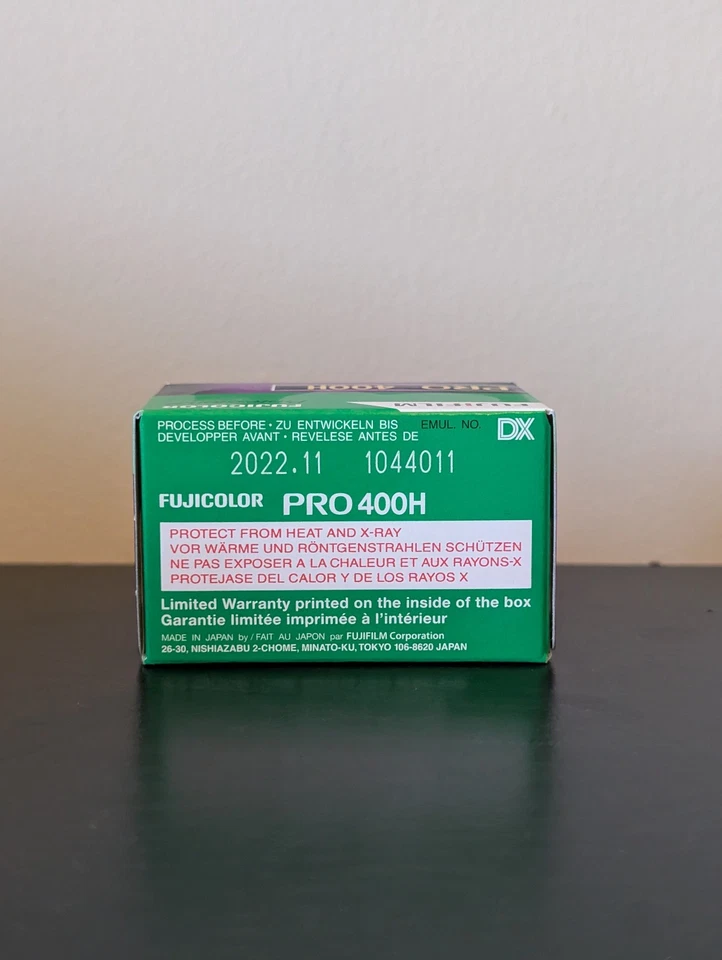 PRO 400H
FUJICOLOR FUJIFILM
PROCESS BEFORE • ZU ENTWICKELN BIS EMUL. NO. DX
DEVELOPPER AVANT • REVELESE ANTES DE
2022.11 1044011
FUJICOLOR PRO 400H
PROTECT FROM HEAT AND X-RAY
VOR WÄRME UND RÖNTGENSTRAHLEN SCHÜTZEN
NE PAS EXPOSER A LA CHALEUR ET AUX RAYONS-X
PROTEJASE DEL CALOR Y DE LOS RAYOS X
Limited Warranty printed on the inside of the box
Garantie limitée imprimée à l'intérieur
MADE IN JAPAN by / FAIT AU JAPON par FUJIFILM Corporation
26-30, NISHIAZABU 2-CHOME, MINATO-KU, TOKYO 106-8620 JAPAN